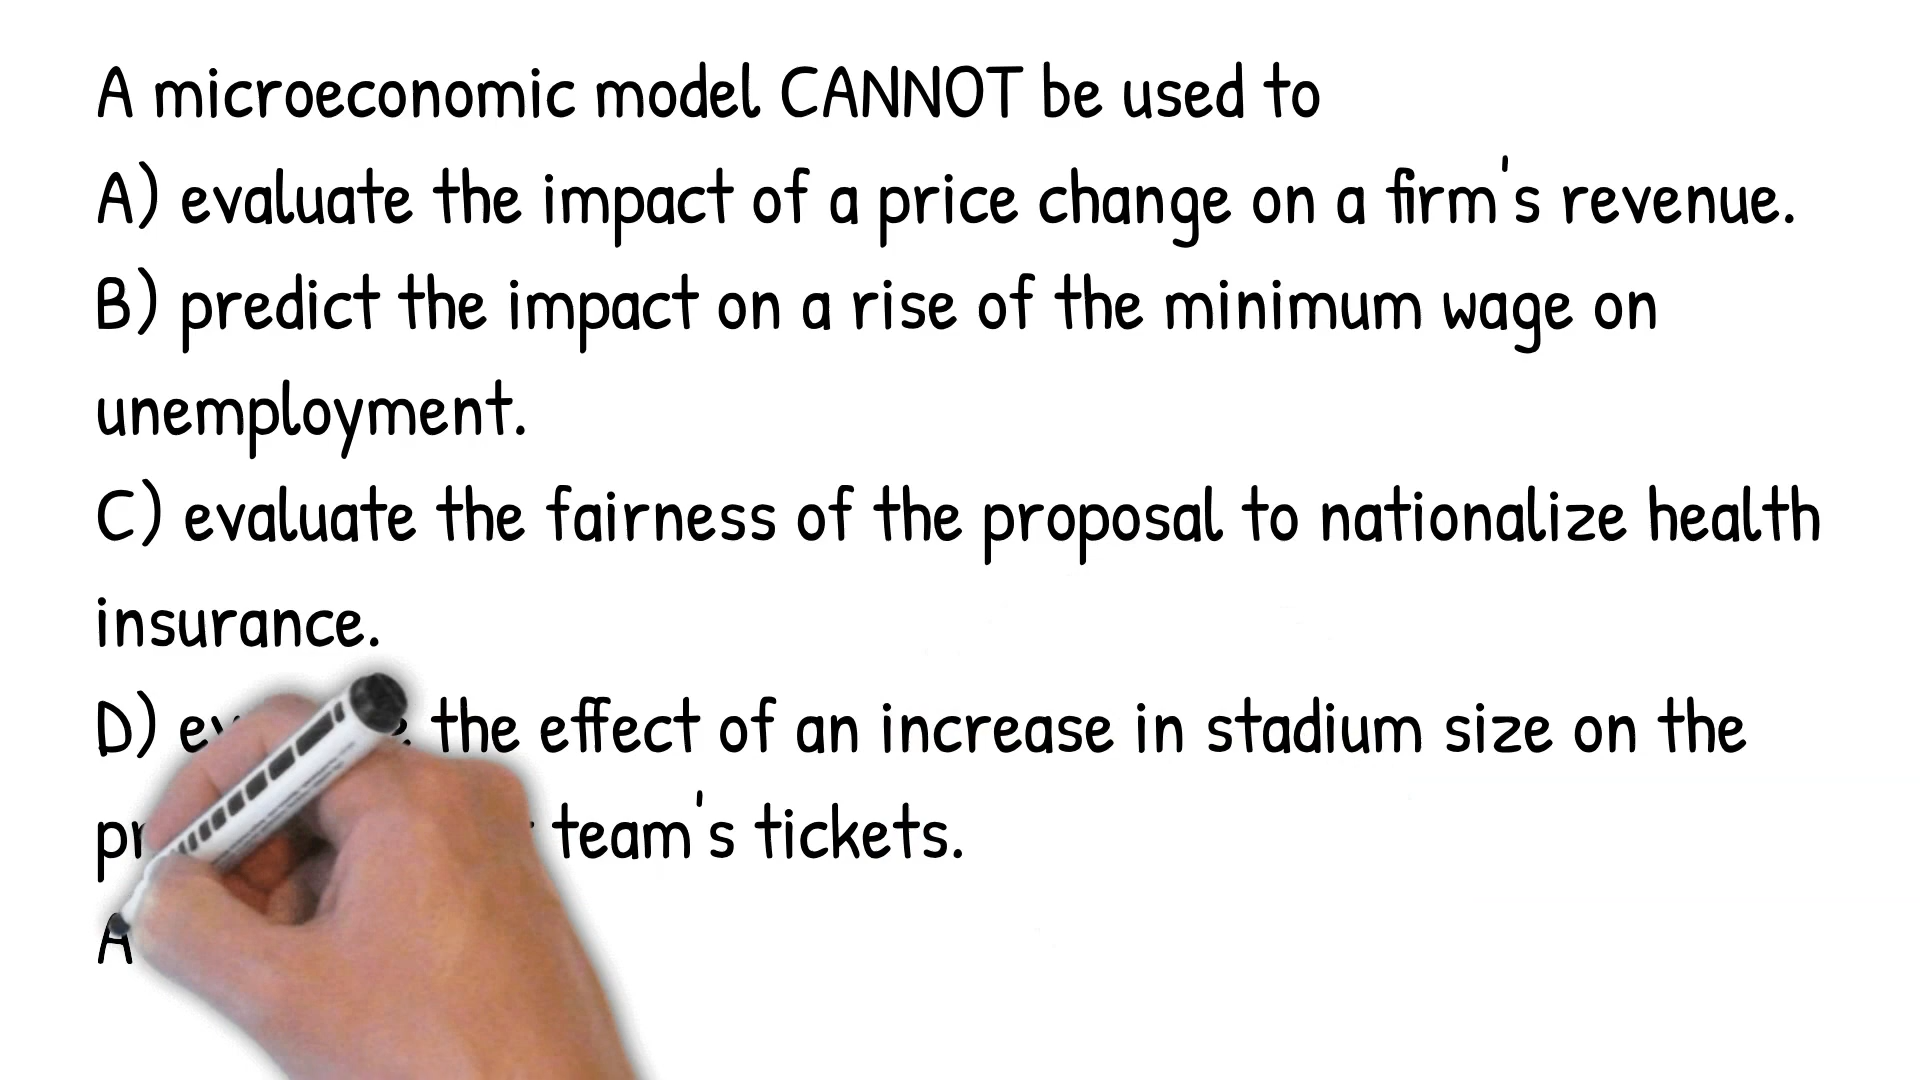 A microeconomic model CANNOT be used to
A) evaluate the impact of a price change on a firm's revenue.
B) predict the impact on a rise of the minimum wage on
unemployment.
C) evaluate the fairness of the proposal to nationalize health
insurance.
D) the effect of an increase in stadium size on the
team's tickets.
A